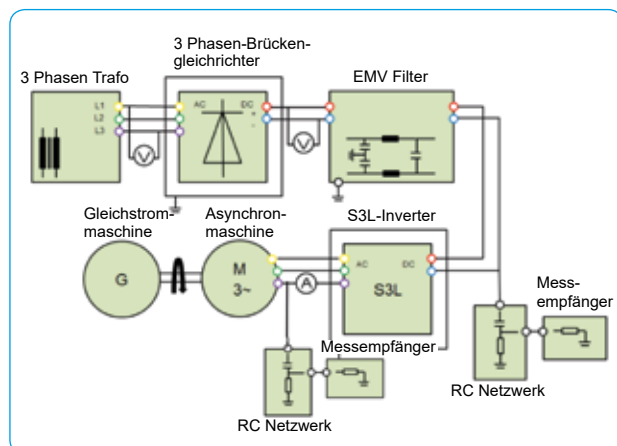 3 Phasen-Brücken-
gleichrichter
3 Phasen Trafo
EMV Filter
L1
L2
L3
AC
DC
+
-
V
V
Gleichstrom-
maschine
Asynchron-
maschine
S3L-Inverter
G
M
3~
A
AC
DC
S3L
Mess-
empfänger
Messempfänger
RC Netzwerk
RC Netzwerk